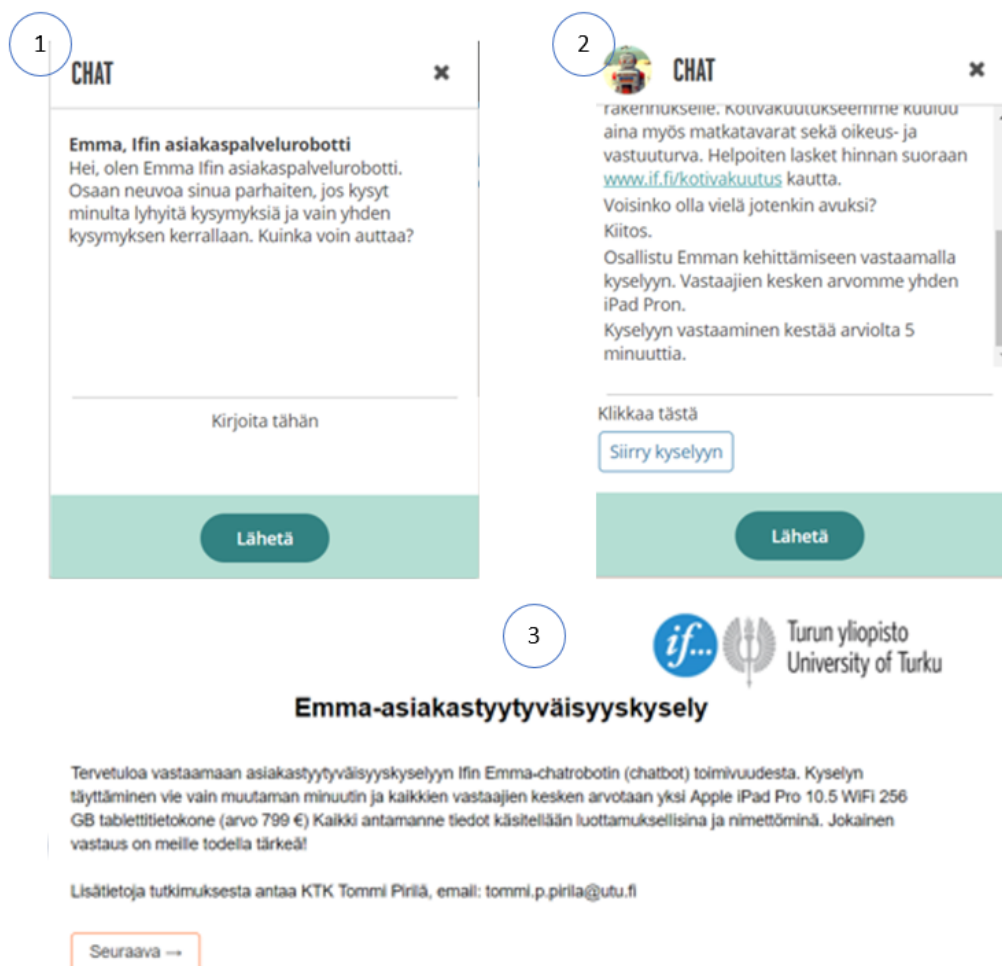 1
CHAT
Emma, Ifin asiakaspalvelurobotti
Hei, olen Emma Ifin asiakaspalvelurobotti.
Osaan neuvoa sinua parhaiten, jos kysyt
minulta lyhyitä kysymyksiä ja vain yhden
kysymyksen kerrallaan. Kuinka voin auttaa?
Kirjoita tähän
Lähetä
2
CHAT
rakennukselle. Kotivakuutukseemme kuuluu
aina myös matkatavarat sekä oikeus- ja
vastuuturva. Helpoiten lasket hinnan suoraan
www.if.fi/kotivakuutus kautta.
Voisinko olla vielä jotenkin avuksi?
Kiitos.
Osallistu Emman kehittämiseen vastaamalla
kyselyyn. Vastaajien kesken arvomme yhden
iPad Pron.
Kyselyyn vastaaminen kestää arviolta 5
minuuttia.
Klikkaa tästä
Siirry kyselyyn
Lähetä
3
if...
Turun yliopisto
University of Turku
Emma-asiakastyytyväisyyskysely
Tervetuloa vastaamaan asiakastyytyväisyyskyselyyn Ifin Emma-chatrobotin (chatbot) toimivuudesta. Kyselyn
täyttäminen vie vain muutaman minuutin ja kaikkien vastaajien kesken arvotaan yksi Apple iPad Pro 10.5 WiFi 256
GB tablettitietokone (arvo 799 €) Kaikki antamanne tiedot käsitellään luottamuksellisina ja nimettöminä. Jokainen
vastaus on meille todella tärkeä!
Lisätietoja tutkimuksesta antaa KTK Tommi Pirilä, email: tommi.p.pirila@utu.fi
Seuraava →